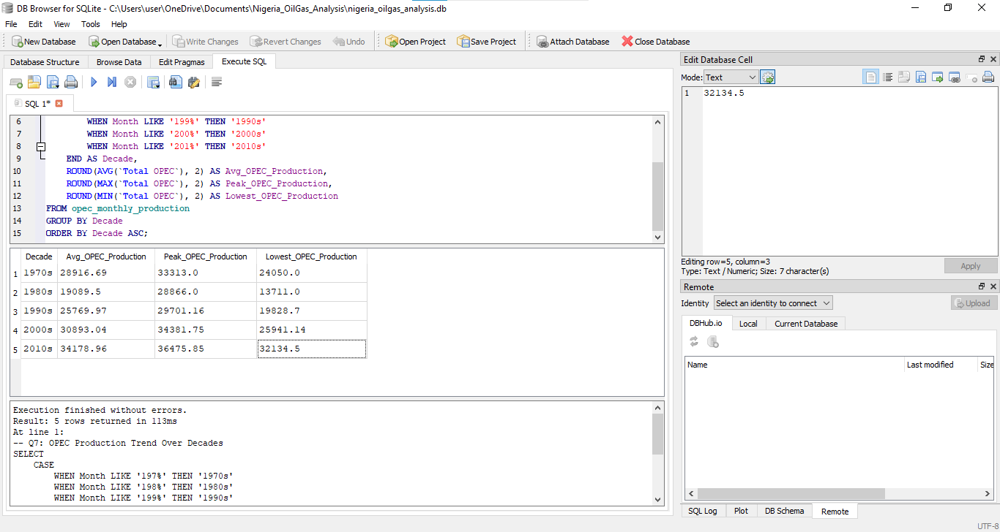 DB Browser for SQLite - C:\Users\user\OneDrive\Documents\Nigeria_OilGas_Analysis\nigeria_oilgas_analysis.db
File Edit View Tools Help
New Database Open Database Write Changes Revert Changes Undo Open Project Save Project Attach Database Close Database
Database Structure Browse Data Edit Pragmas Execute SQL
SQL 1*
6 WHEN Month LIKE '199%' THEN '1990s'
7 WHEN Month LIKE '200%' THEN '2000s'
8 WHEN Month LIKE '201%' THEN '2010s'
9 END AS Decade,
10 ROUND(AVG(`Total OPEC`), 2) AS Avg_OPEC_Production,
11 ROUND(MAX(`Total OPEC`), 2) AS Peak_OPEC_Production,
12 ROUND(MIN(`Total OPEC`), 2) AS Lowest_OPEC_Production
13 FROM opec_monthly_production
14 GROUP BY Decade
15 ORDER BY Decade ASC;
Decade Avg_OPEC_Production Peak_OPEC_Production Lowest_OPEC_Production
1 1970s 28916.69 33313.0 24050.0
2 1980s 19089.5 28866.0 13711.0
3 1990s 25769.97 29701.16 19828.7
4 2000s 30893.04 34381.75 25941.14
5 2010s 34178.96 36475.85 32134.5
Execution finished without errors.
Result: 5 rows returned in 113ms
At line 1:
-- Q7: OPEC Production Trend Over Decades
SELECT
CASE
WHEN Month LIKE '197%' THEN '1970s'
WHEN Month LIKE '198%' THEN '1980s'
WHEN Month LIKE '199%' THEN '1990s'
Edit Database Cell
Mode: Text
1 32134.5
Editing row=5, column=3
Type: Text / Numeric; Size: 7 character(s)
Apply
Remote
Identity Select an identity to connect Upload
DBHub.io Local Current Database
Name Last modified Size
SQL Log Plot DB Schema Remote
UTF-8